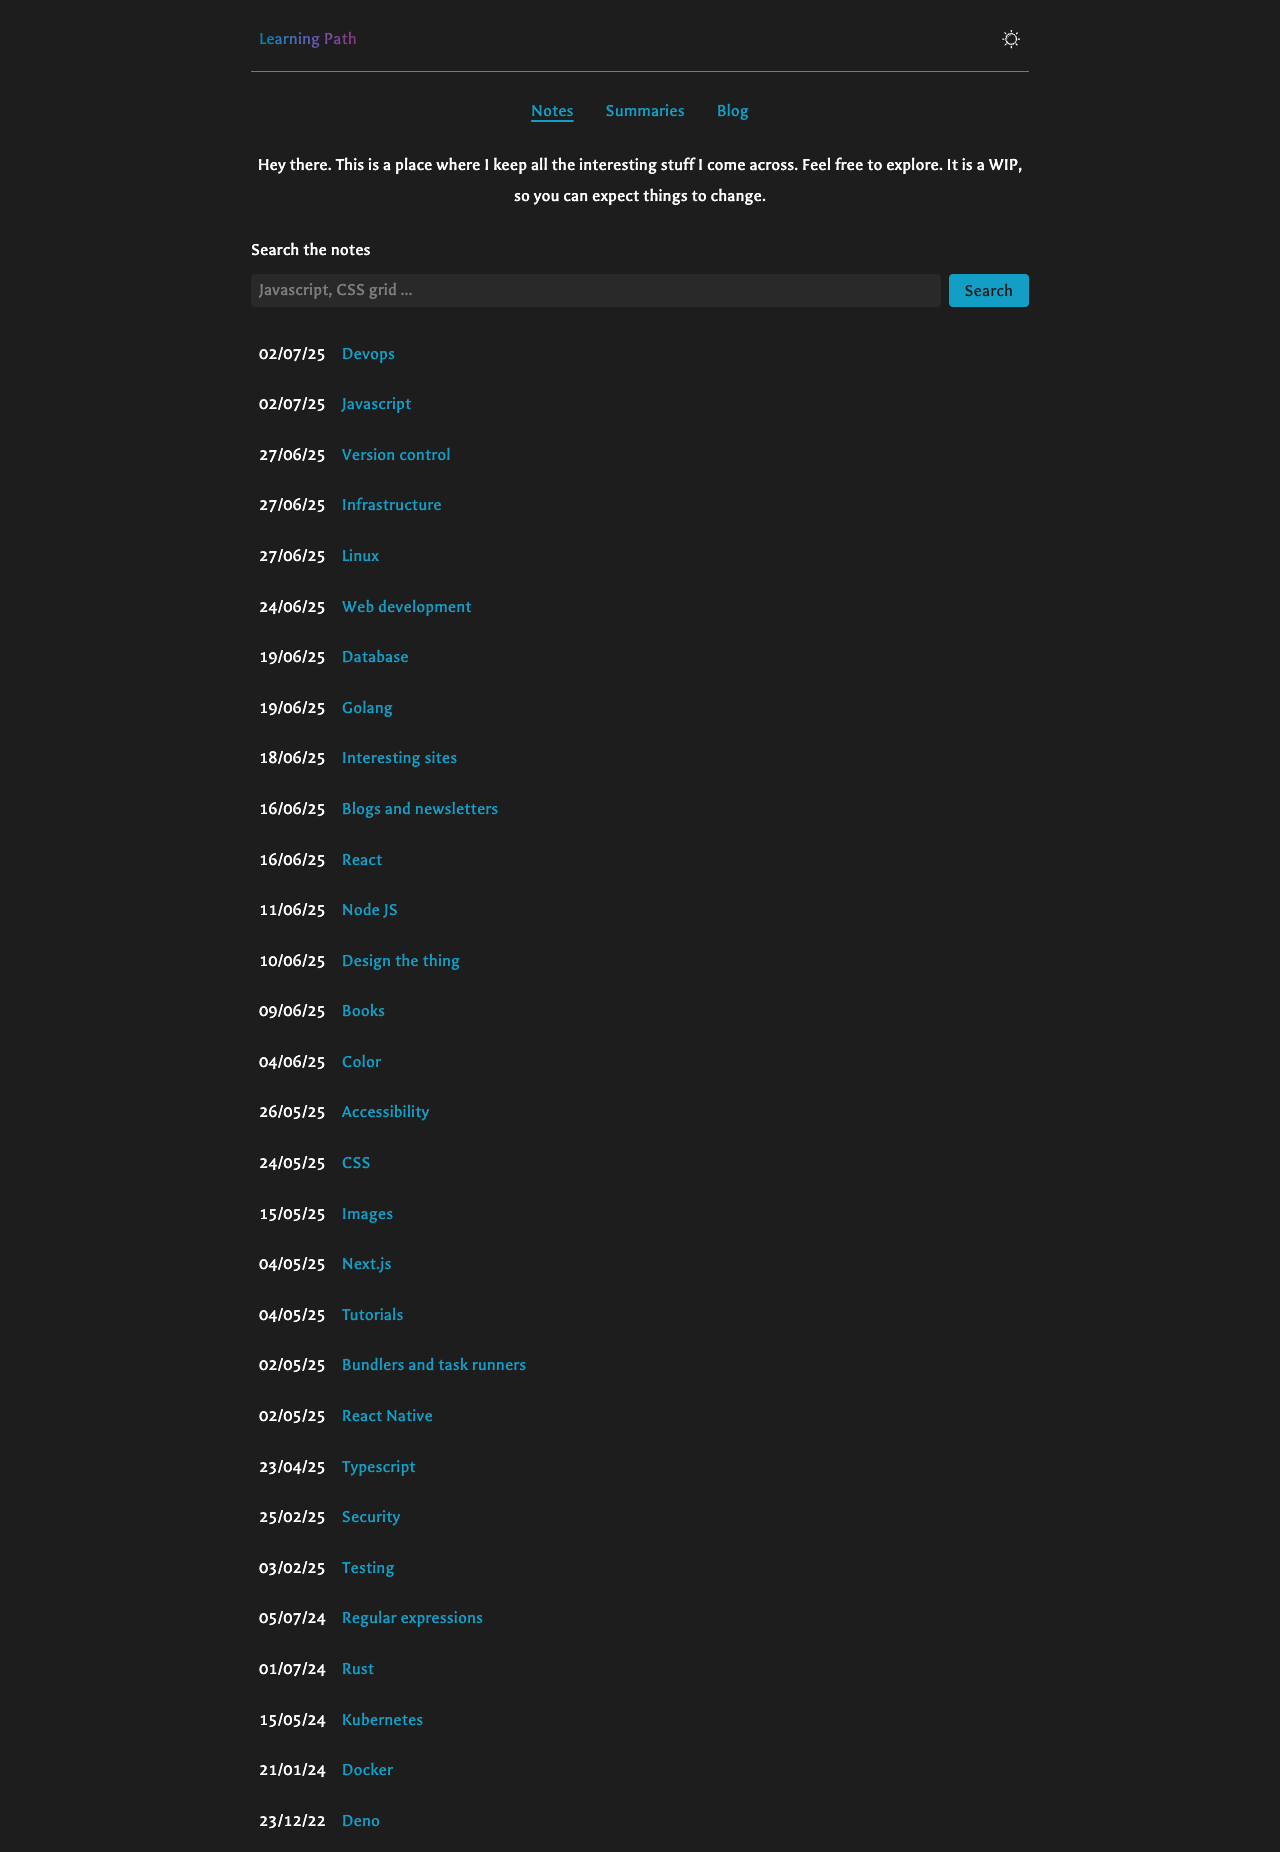 Learning Path
Notes Summaries Blog
Hey there. This is a place where I keep all the interesting stuff I come across. Feel free to explore. It is a WIP,
so you can expect things to change.
Search the notes
Javascript, CSS grid ... Search
02/07/25 Devops
02/07/25 Javascript
27/06/25 Version control
27/06/25 Infrastructure
27/06/25 Linux
24/06/25 Web development
19/06/25 Database
19/06/25 Golang
18/06/25 Interesting sites
16/06/25 Blogs and newsletters
16/06/25 React
11/06/25 Node JS
10/06/25 Design the thing
09/06/25 Books
04/06/25 Color
26/05/25 Accessibility
24/05/25 CSS
15/05/25 Images
04/05/25 Next.js
04/05/25 Tutorials
02/05/25 Bundlers and task runners
02/05/25 React Native
23/04/25 Typescript
25/02/25 Security
03/02/25 Testing
05/07/24 Regular expressions
01/07/24 Rust
15/05/24 Kubernetes
21/01/24 Docker
23/12/22 Deno